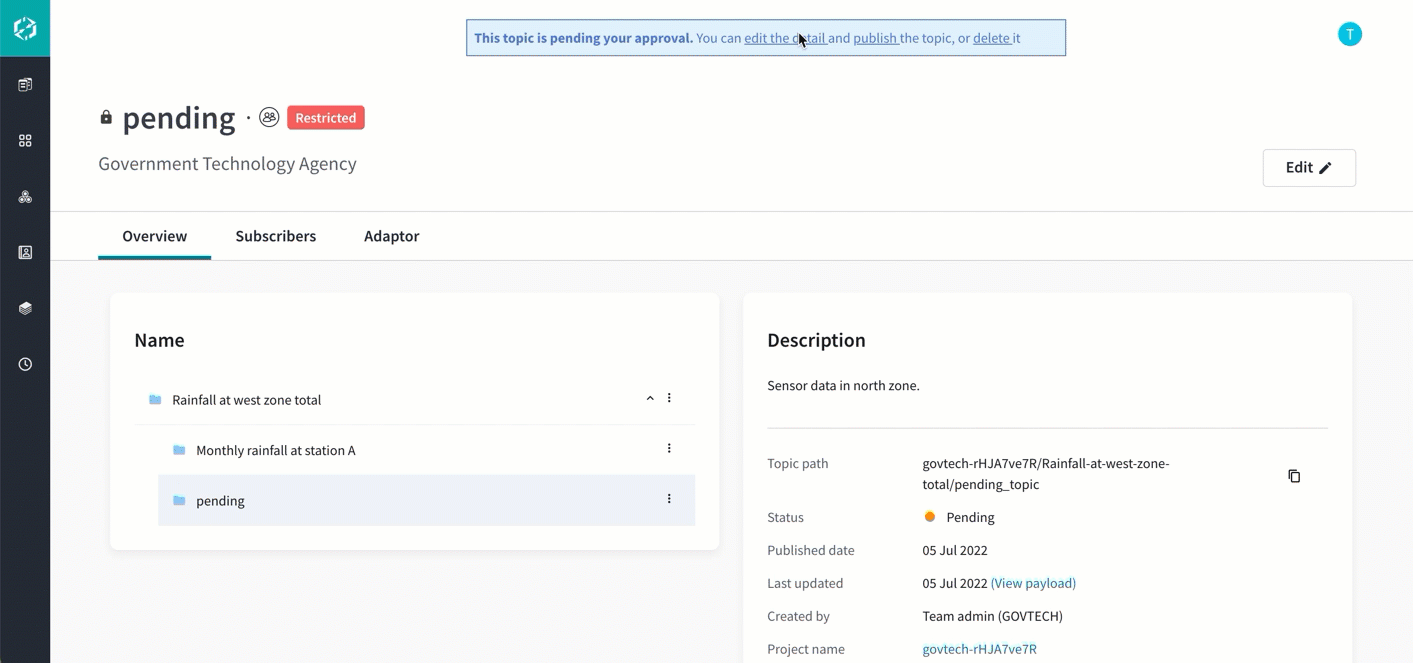 This topic is pending your approval. You can edit the detail and publish the topic, or delete it
T
pending · Restricted
Government Technology Agency
Edit
Overview Subscribers Adaptor
Name
Rainfall at west zone total
Monthly rainfall at station A
pending
Description
Sensor data in north zone.
Topic path govtech-rHJA7ve7R/Rainfall-at-west-zone-
total/pending_topic
Status Pending
Published date 05 Jul 2022
Last updated 05 Jul 2022 (View payload)
Created by Team admin (GOVTECH)
Project name govtech-rHJA7ve7R